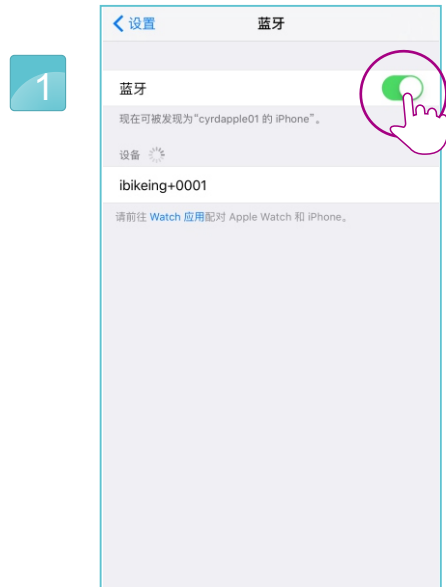 设置 蓝牙
1
蓝牙
现在可被发现为“cyrdapple01 的 iPhone”。
设备
ibikeing+0001
请前往 Watch 应用配对 Apple Watch 和 iPhone。